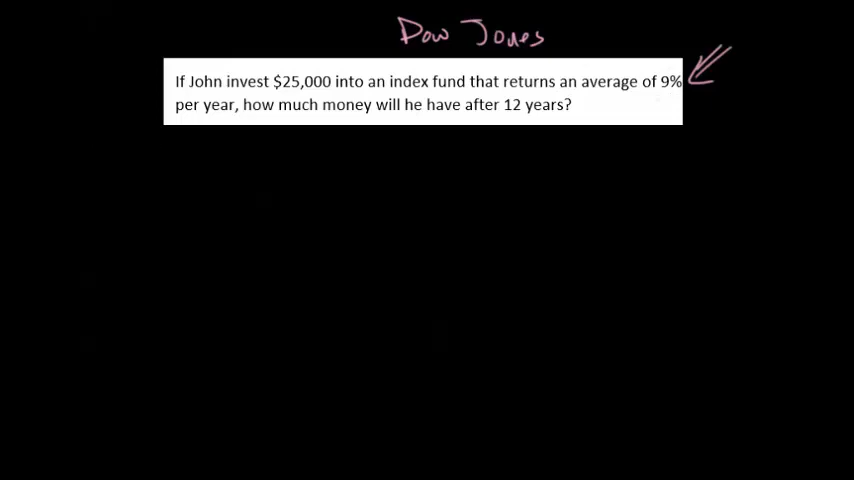 Dow Jones
If John invest $25,000 into an index fund that returns an average of 9%
per year, how much money will he have after 12 years?